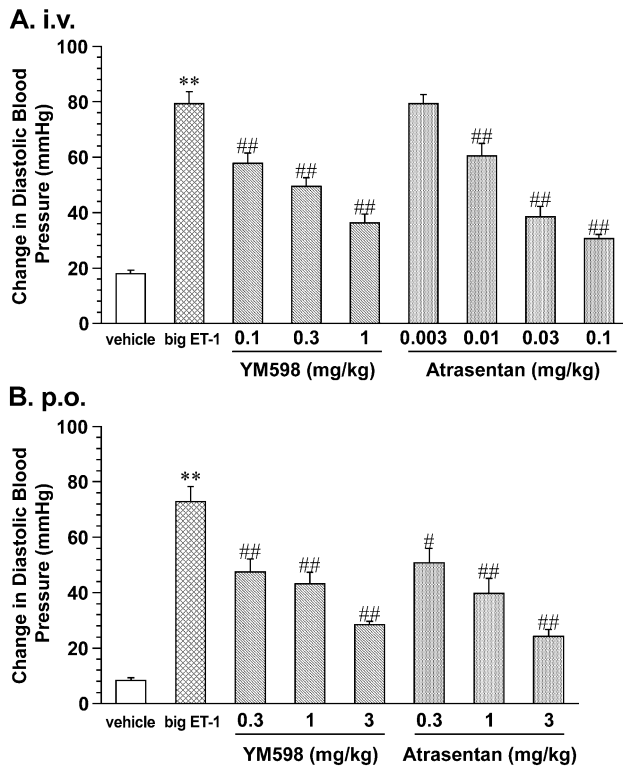 A. i.v.
Change in Diastolic Blood
Pressure (mmHg)
100
80
60
40
20
0
**
##
##
##
##
##
##
vehicle
big ET-1
0.1
0.3
1
0.003
0.01
0.03
0.1
YM598 (mg/kg)
Atrasentan (mg/kg)
B. p.o.
Change in Diastolic Blood
Pressure (mmHg)
100
80
60
40
20
0
**
##
##
##
#
##
##
vehicle
big ET-1
0.3
1
3
0.3
1
3
YM598 (mg/kg)
Atrasentan (mg/kg)